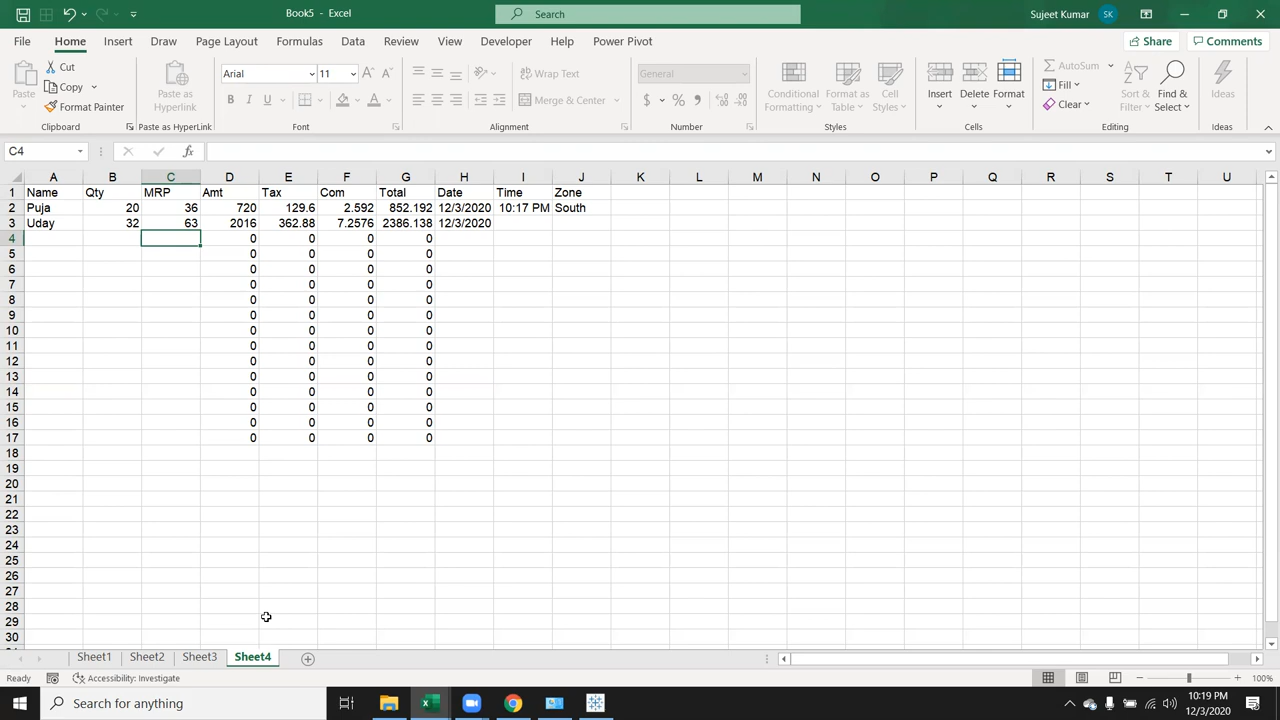 Book5 - Excel
Search
Sujeet Kumar
SK
File Home Insert Draw Page Layout Formulas Data Review View Developer Help Power Pivot
Share
Comments
Paste
Cut
Copy
Format Painter
Clipboard
Paste as Hyperlink
Paste as HyperLink
Arial
11
B I U
Font
Wrap Text
Merge & Center
Alignment
General
$ % ,
Number
Conditional Formatting
Format as Table
Cell Styles
Styles
Insert Delete Format
Cells
AutoSum
Fill
Clear
Sort & Filter
Find & Select
Editing
Ideas
Ideas
C4
fx
A B C D E F G H I J K L M N O P Q R S T U
1 Name Qty MRP Amt Tax Com Total Date Time Zone
2 Puja 20 36 720 129.6 2.592 852.192 12/3/2020 10:17 PM South
3 Uday 32 63 2016 362.88 7.2576 2386.138 12/3/2020
4 0 0 0 0
5 0 0 0 0
6 0 0 0 0
7 0 0 0 0
8 0 0 0 0
9 0 0 0 0
10 0 0 0 0
11 0 0 0 0
12 0 0 0 0
13 0 0 0 0
14 0 0 0 0
15 0 0 0 0
16 0 0 0 0
17 0 0 0 0
18
19
20
21
22
23
24
25
26
27
28
29
30
Sheet1 Sheet2 Sheet3 Sheet4
Ready
Accessibility: Investigate
100%
Search for anything
10:19 PM
12/3/2020